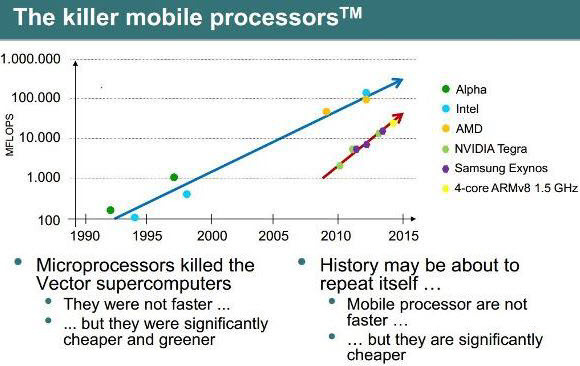 The killer mobile processors™
1.000.000
100.000
10.000
1.000
100
MFLOPS
1990 1995 2000 2005 2010 2015
Alpha
Intel
AMD
NVIDIA Tegra
Samsung Exynos
4-core ARMv8 1.5 GHz
• Microprocessors killed the
Vector supercomputers
• They were not faster ...
• ... but they were significantly
cheaper and greener
• History may be about to
repeat itself …
• Mobile processor are not
faster …
• … but they are significantly
cheaper